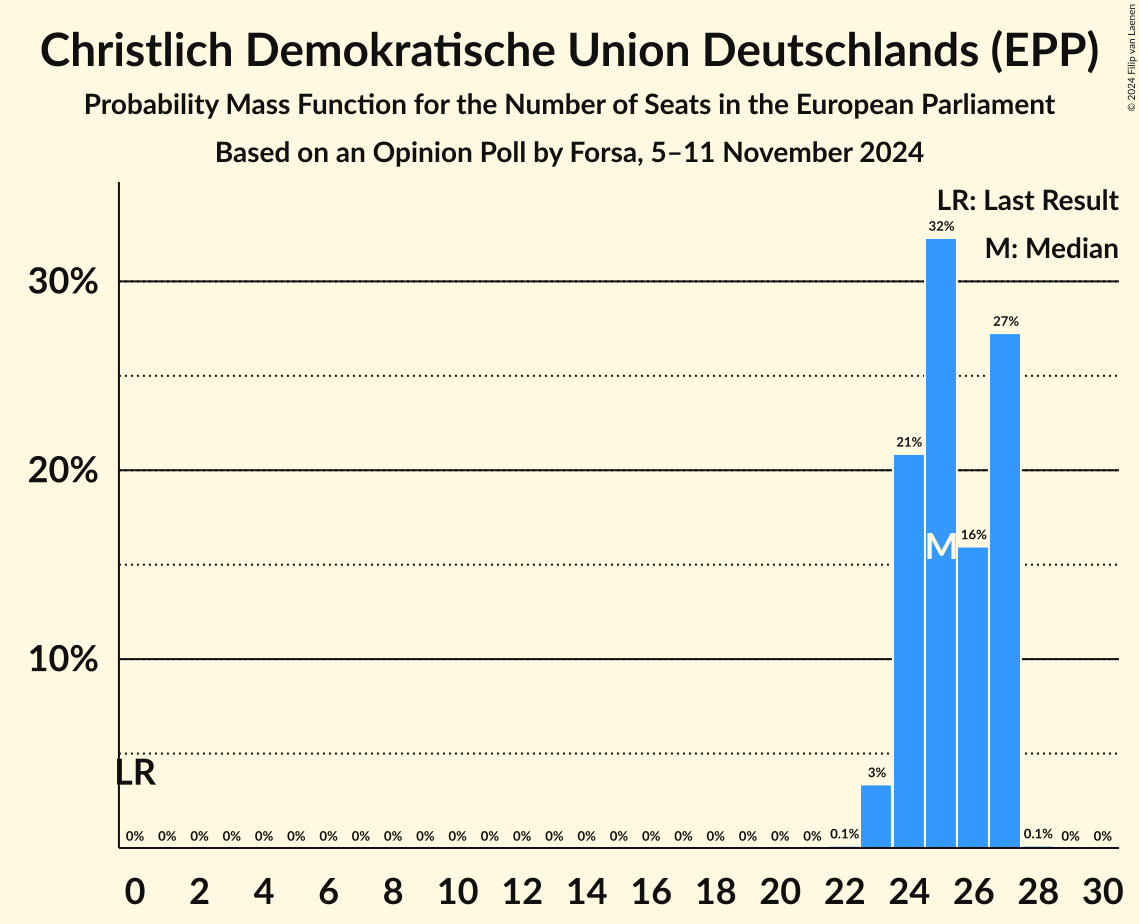 Christlich Demokratische Union Deutschlands (EPP)
Probability Mass Function for the Number of Seats in the European Parliament
Based on an Opinion Poll by Forsa, 5–11 November 2024
© 2024 Filip van Laenen
LR: Last Result
M: Median
32%
30%
27%
21%
20%
M
16%
10%
LR
3%
0% 0% 0% 0% 0% 0% 0% 0% 0% 0% 0% 0% 0% 0% 0% 0% 0% 0% 0% 0% 0% 0% 0.1% 0.1% 0% 0%
0 2 4 6 8 10 12 14 16 18 20 22 24 26 28 30